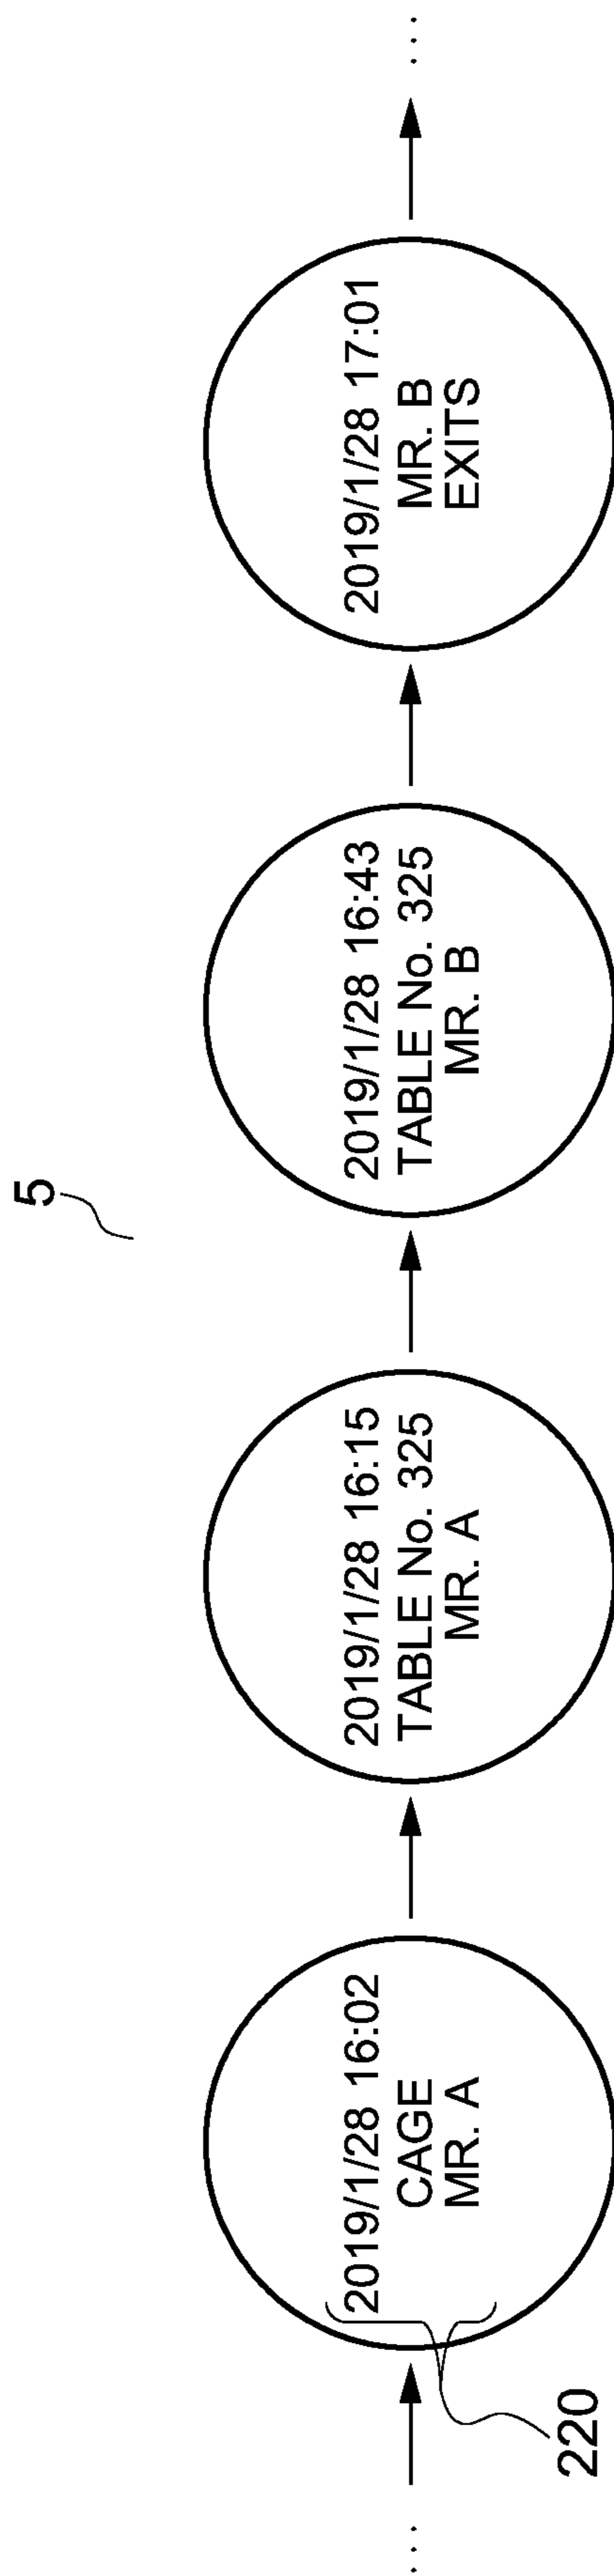 5
...
2019/1/28 16:02
CAGE
MR. A
220
2019/1/28 16:15
TABLE No. 325
MR. A
2019/1/28 16:43
TABLE No. 325
MR. B
2019/1/28 17:01
MR. B
EXITS
...